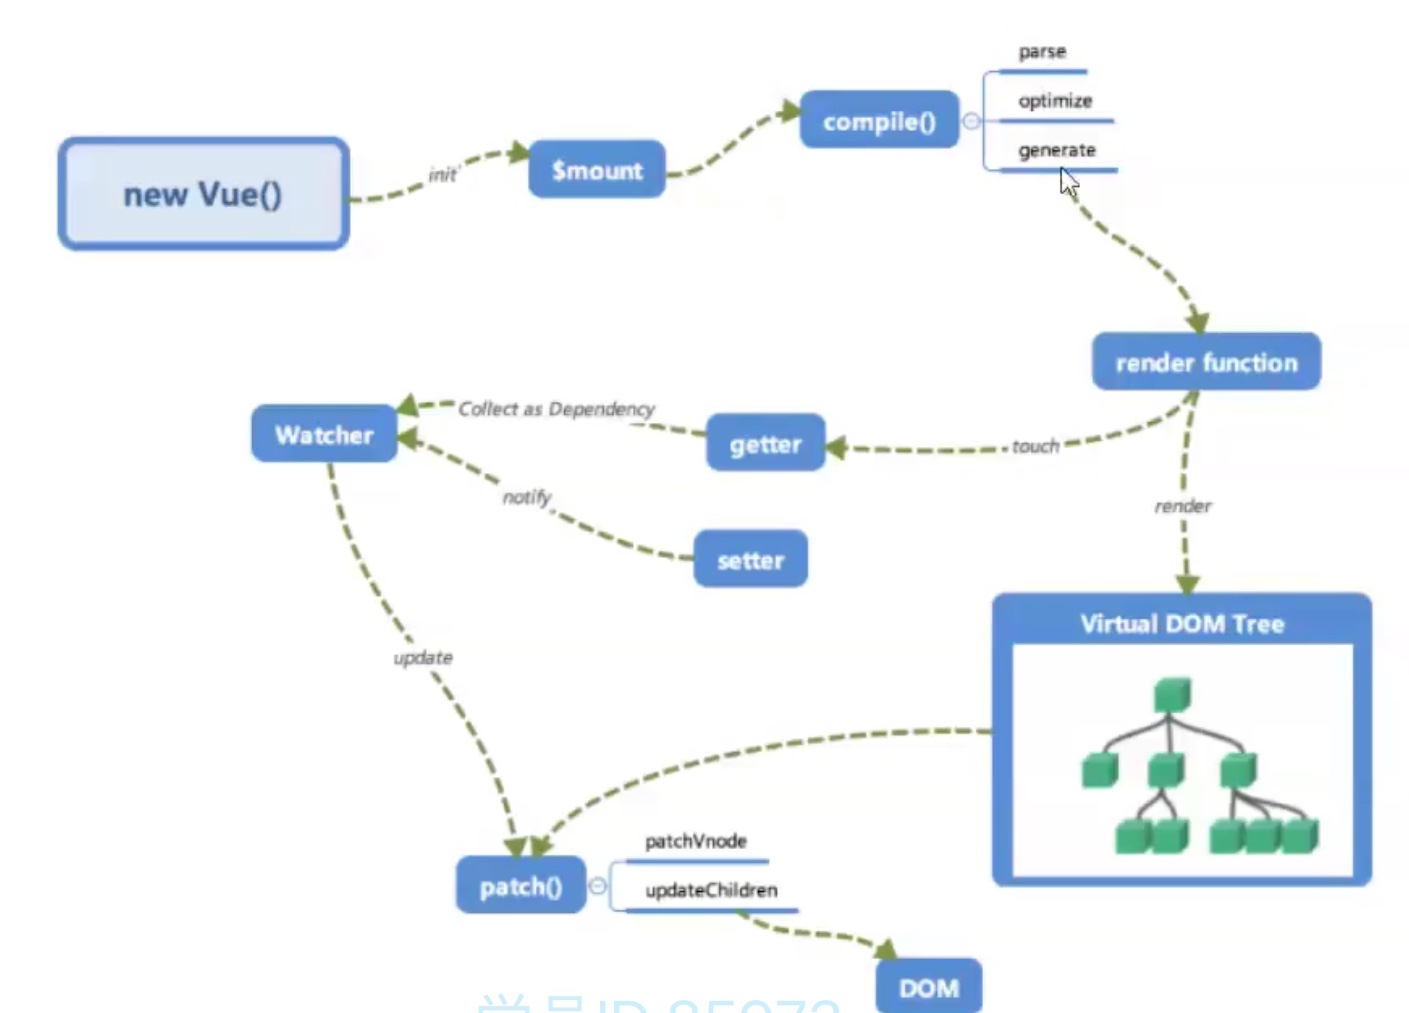 parse
optimize
compile()
generate
$mount
init
new Vue()
render function
Collect as Dependency
Watcher
getter
touch
notify
render
setter
Virtual DOM Tree
update
patchVnode
patch()
updateChildren
DOM